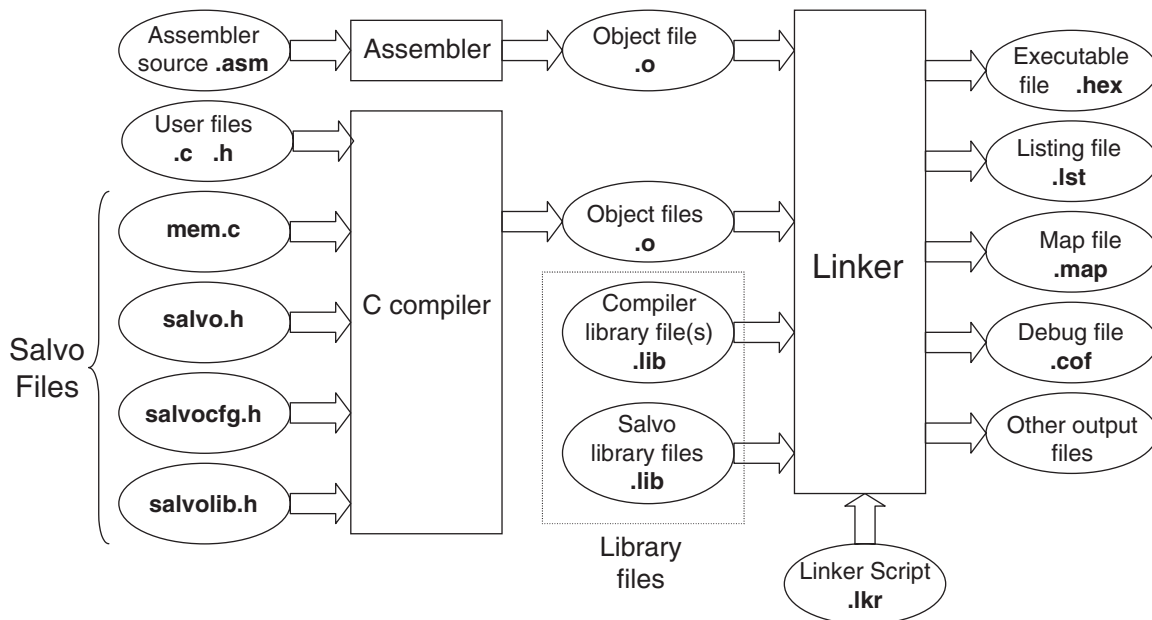 Assembler
source .asm
Assembler
Object file
.o
Executable
file .hex
User files
.c .h
Listing file
.lst
mem.c
Object files
.o
Map file
.map
Linker
salvo.h
C compiler
Compiler
library file(s)
.lib
Debug file
.cof
Salvo
Files
salvocfg.h
Salvo
library files
.lib
Other output
files
salvolib.h
Library
files
Linker Script
.lkr